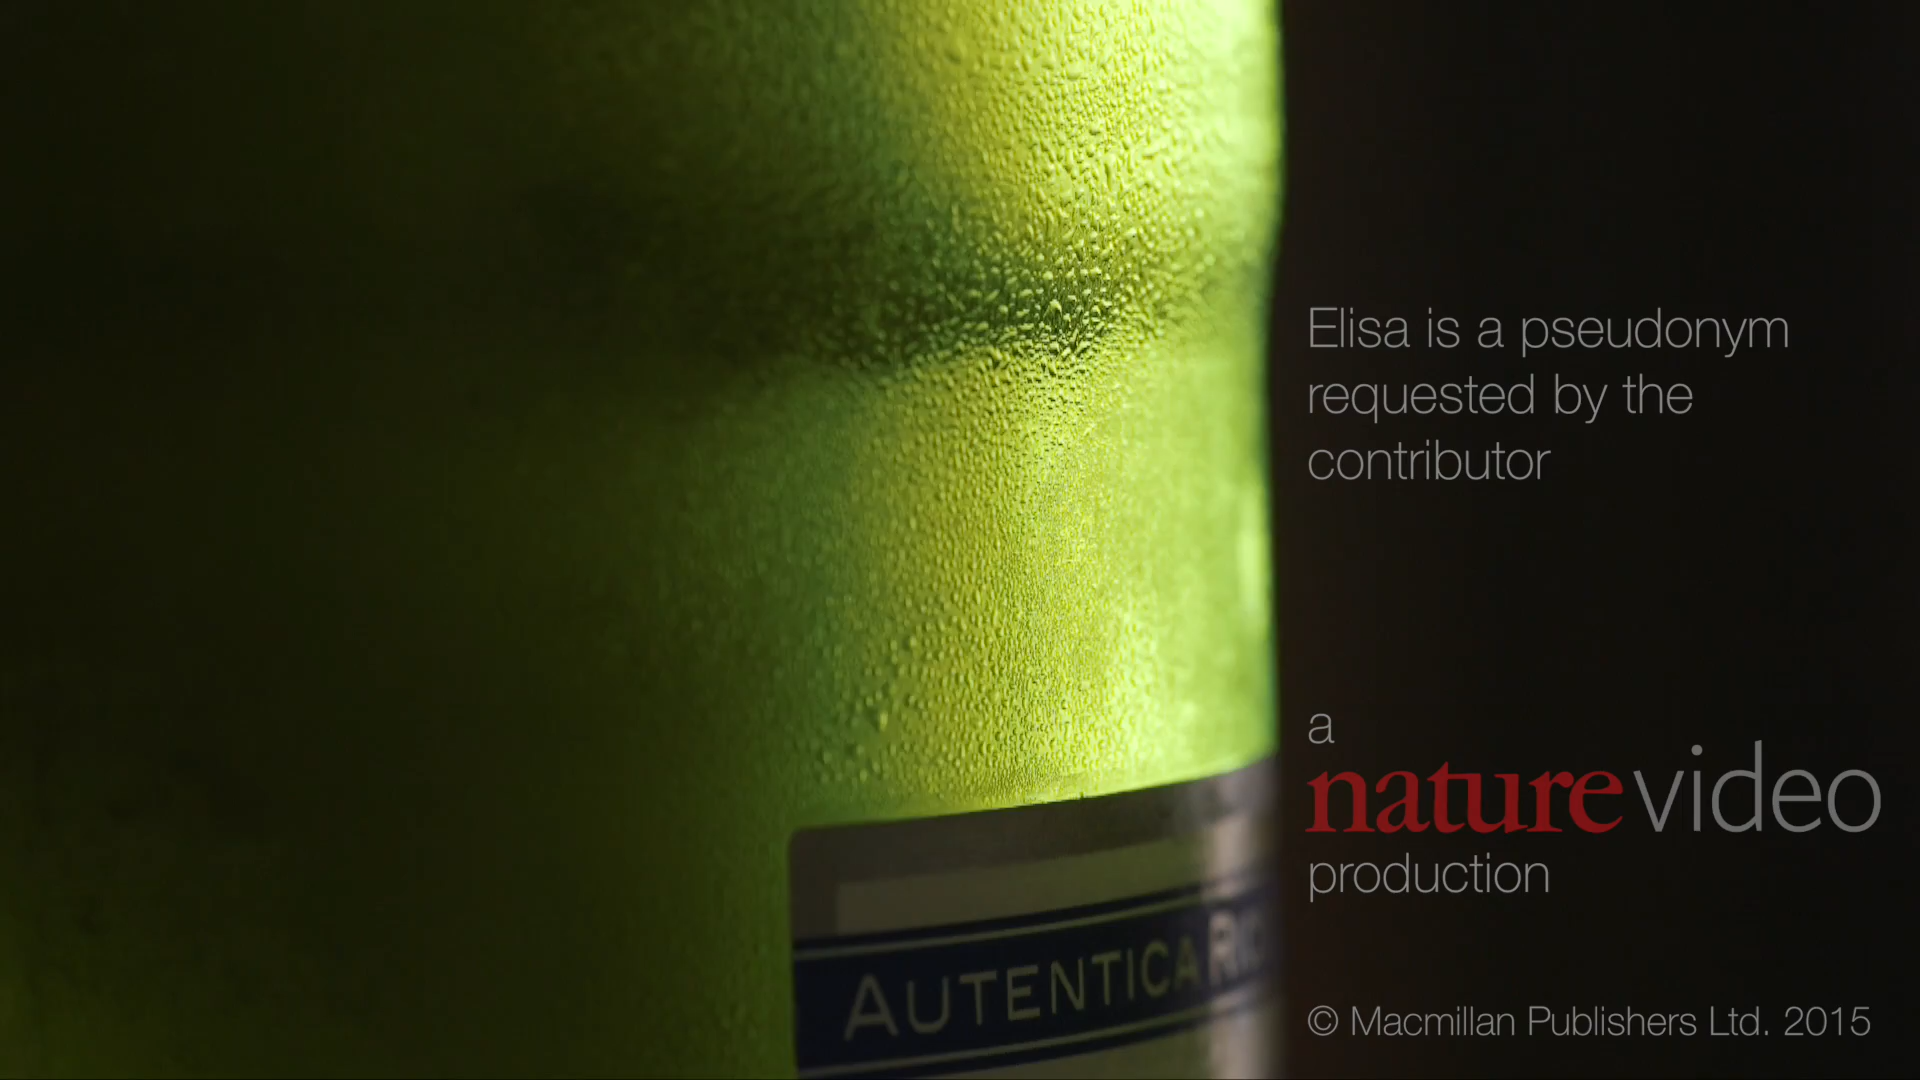 Elisa is a pseudonym
requested by the
contributor
a
nature video
production
AUTENTICA
© Macmillan Publishers Ltd. 2015